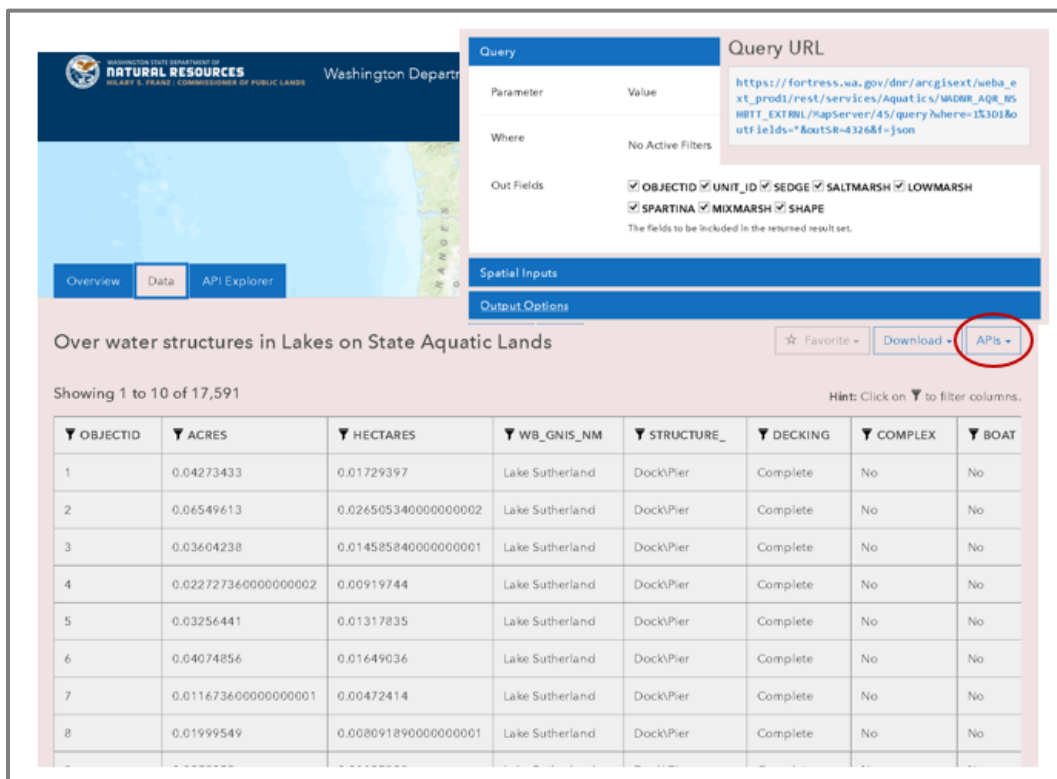 WASHINGTON STATE DEPARTMENT OF
NATURAL RESOURCES
HILARY S. FRANZ | COMMISSIONER OF PUBLIC LANDS
Washington Departr
Query
Parameter Value
Where No Active Filters
Out Fields OBJECTID UNIT_ID SEDGE SALTMARSH LOWMARSH
SPARTINA MIXMARSH SHAPE
The fields to be included in the returned result set.
Spatial Inputs
Output Options
Query URL
https://fortress.wa.gov/dnr/arcgisext/weba_e
xt_prod1/rest/services/Aquatics/WADNR_AQR_NS
HBTT_EXTRNL/MapServer/45/query?where=1%3D1&o
utFields=*&outSR=4326&f=json
RANGES
Overview Data API Explorer
Over water structures in Lakes on State Aquatic Lands
Favorite Download APIs
Showing 1 to 10 of 17,591
Hint: Click on to filter columns.
OBJECTID ACRES HECTARES WB_GNIS_NM STRUCTURE_ DECKING COMPLEX BOAT
1 0.04273433 0.01729397 Lake Sutherland Dock\Pier Complete No No
2 0.06549613 0.026505340000000002 Lake Sutherland Dock\Pier Complete No No
3 0.03604238 0.014585840000000001 Lake Sutherland Dock\Pier Complete No No
4 0.022727360000000002 0.00919744 Lake Sutherland Dock\Pier Complete No No
5 0.03256441 0.01317835 Lake Sutherland Dock\Pier Complete No No
6 0.04074856 0.01649036 Lake Sutherland Dock\Pier Complete No No
7 0.011673600000000001 0.00472414 Lake Sutherland Dock\Pier Complete No No
8 0.01999549 0.008091890000000001 Lake Sutherland Dock\Pier Complete No No